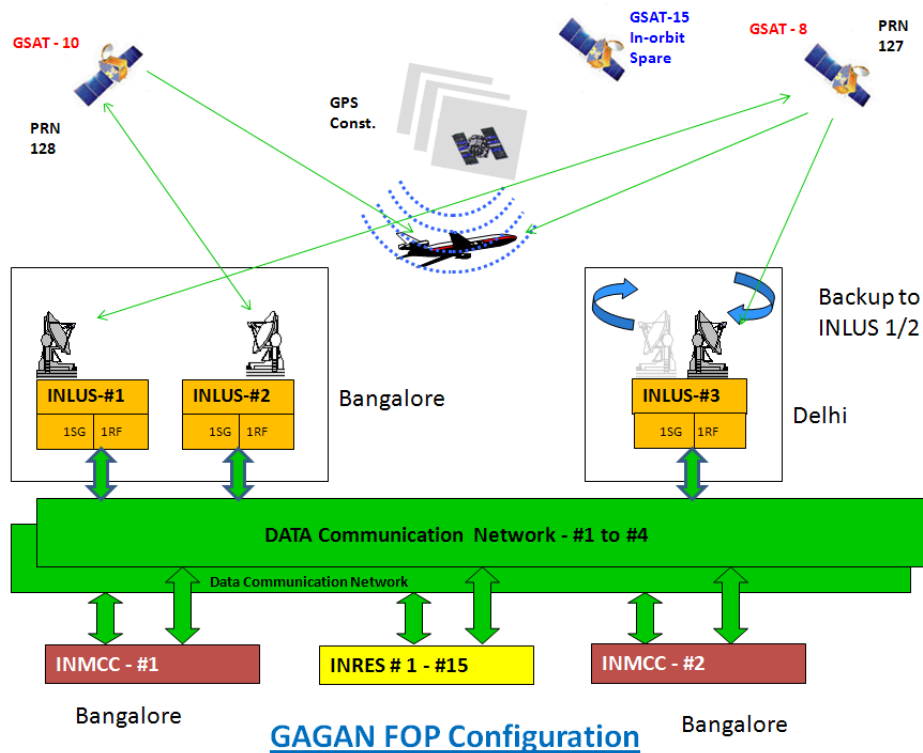 GSAT - 10
GSAT-15
In-orbit
Spare
GSAT - 8
PRN
127
GPS
Const.
PRN
128
Backup to
INLUS 1/2
INLUS-#1
1SG 1RF
INLUS-#2
1SG 1RF
Bangalore
INLUS-#3
1SG 1RF
Delhi
DATA Communication Network - #1 to #4
Data Communication Network
INMCC - #1
INRES # 1 - #15
INMCC - #2
Bangalore
Bangalore
GAGAN FOP Configuration